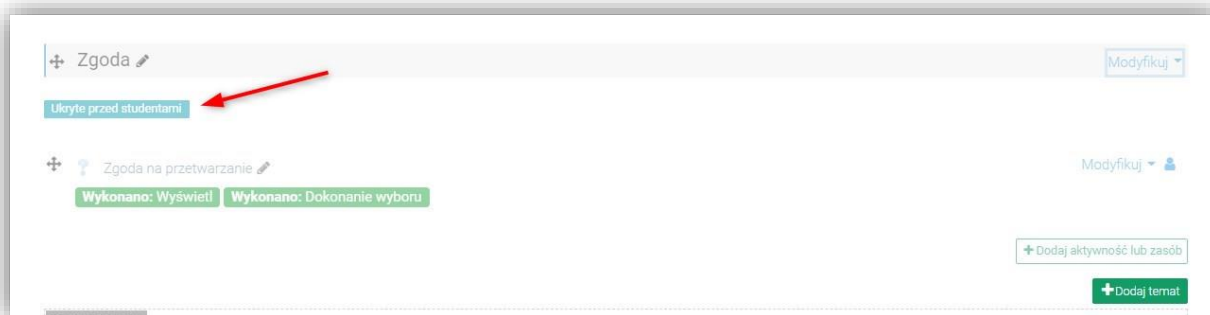 Zgoda
Modyfikuj
Ukryte przed studentami
Zgoda na przetwarzanie
Modyfikuj
Wykonano: Wyświetl Wykonano: Dokonanie wyboru
+ Dodaj aktywność lub zasób
+ Dodaj temat